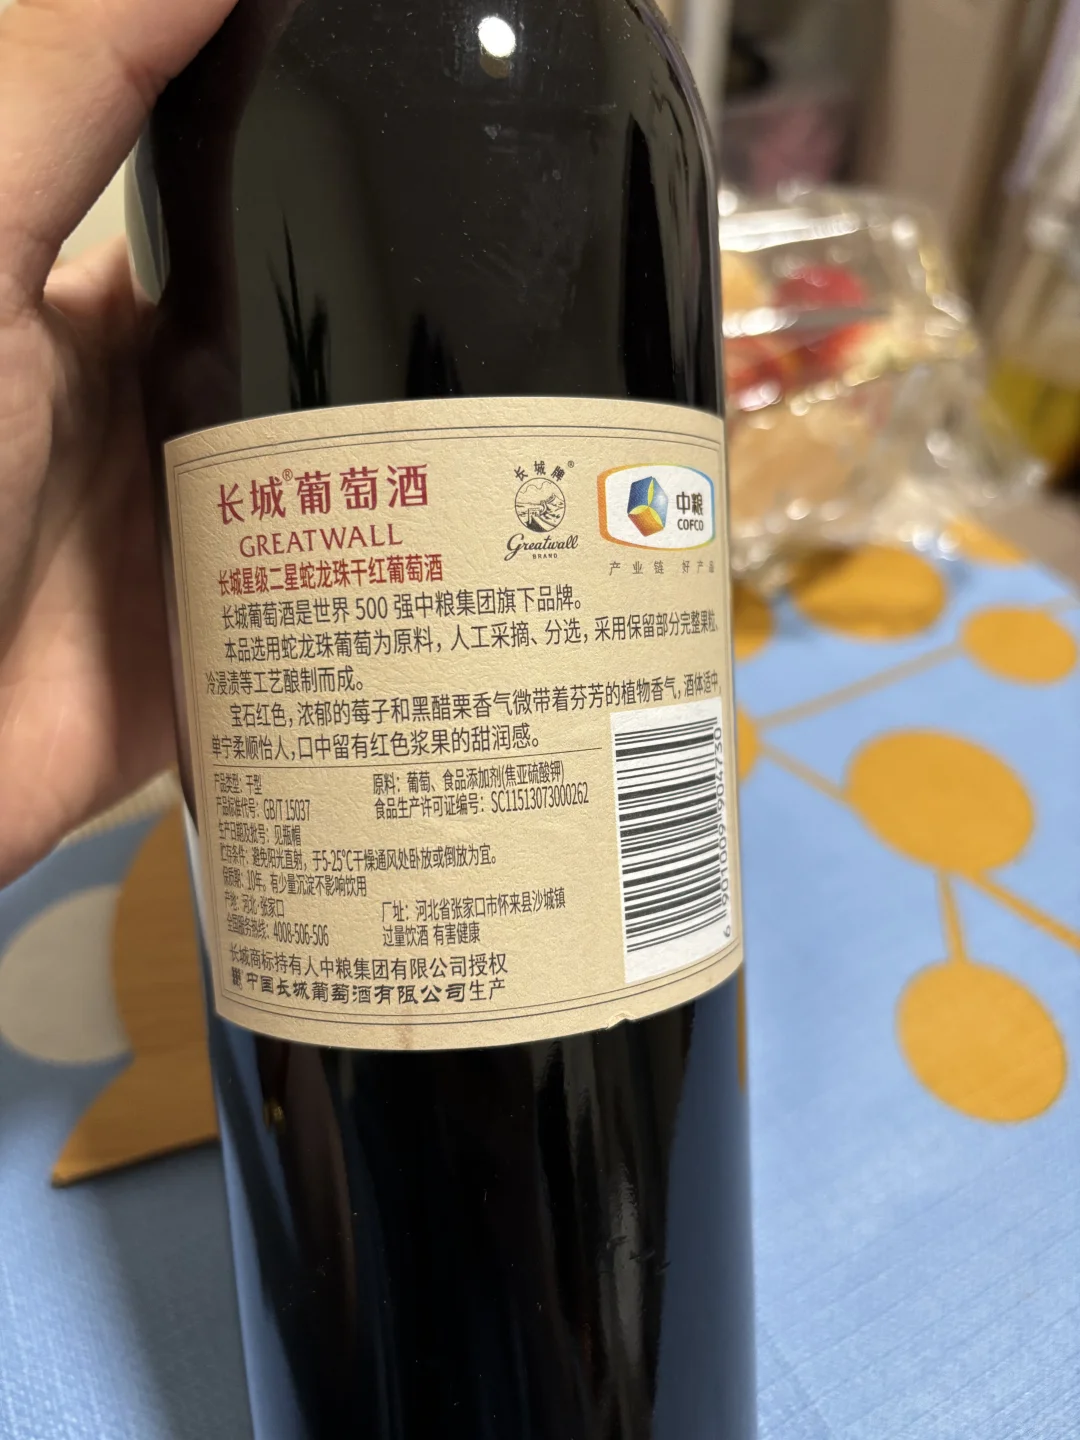 长城®葡萄酒
GREATWALL
长城牌®
Greatwall
BRAND
中粮
COFCO
产业链 好产品
长城星级二星蛇龙珠干红葡萄酒
长城葡萄酒是世界 500 强中粮集团旗下品牌。
本品选用蛇龙珠葡萄为原料，人工采摘、分选，采用保留部分完整果粒、
冷浸渍等工艺酿制而成。
宝石红色，浓郁的莓子和黑醋栗香气微带着芬芳的植物香气，酒体适中，
单宁柔顺怡人，口中留有红色浆果的甜润感。
产品类型：干型
原料：葡萄、食品添加剂(焦亚硫酸钾)
产品标准代号：GB/T 15037
食品生产许可证编号：SC11513073000262
生产日期及批号：见瓶帽
贮存条件：避免阳光直射，于5-25℃干燥通风处卧放或倒放为宜。
保质期：10年，有少量沉淀不影响饮用
产地：河北·张家口
厂址：河北省张家口市怀来县沙城镇
全国服务热线：4008-506-506
过量饮酒 有害健康
长城商标持有人中粮集团有限公司授权
中国长城葡萄酒有限公司生产
6 901009 904730